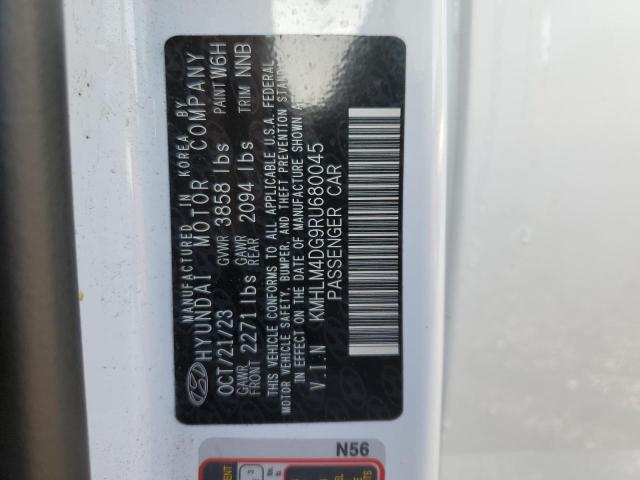 MANUFACTURED IN KOREA BY
HYUNDAI MOTOR COMPANY
OCT/21/23 GVWR 3858 lbs PAINT W6H
GAWR FRONT 2271 lbs GAWR REAR 2094 lbs TRIM NNB
THIS VEHICLE CONFORMS TO ALL APPLICABLE U.S.A. FEDERAL
MOTOR VEHICLE SAFETY, BUMPER, AND THEFT PREVENTION
IN EFFECT ON THE DATE OF MANUFACTURE SHOWN
V.I.N KMHLM4DG9RU680045
PASSENGER CAR
N56